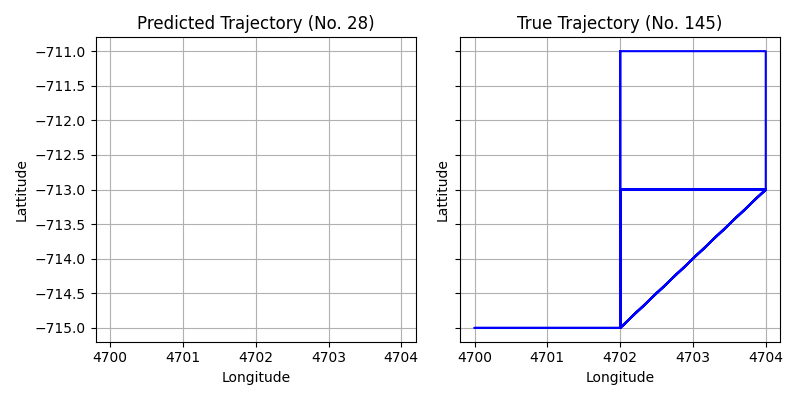 Predicted Trajectory (No. 28)
−711.0
−711.5
−712.0
−712.5
−713.0
−713.5
−714.0
−714.5
−715.0
Lattitude
4700 4701 4702 4703 4704
Longitude
True Trajectory (No. 145)
Lattitude
4700 4701 4702 4703 4704
Longitude